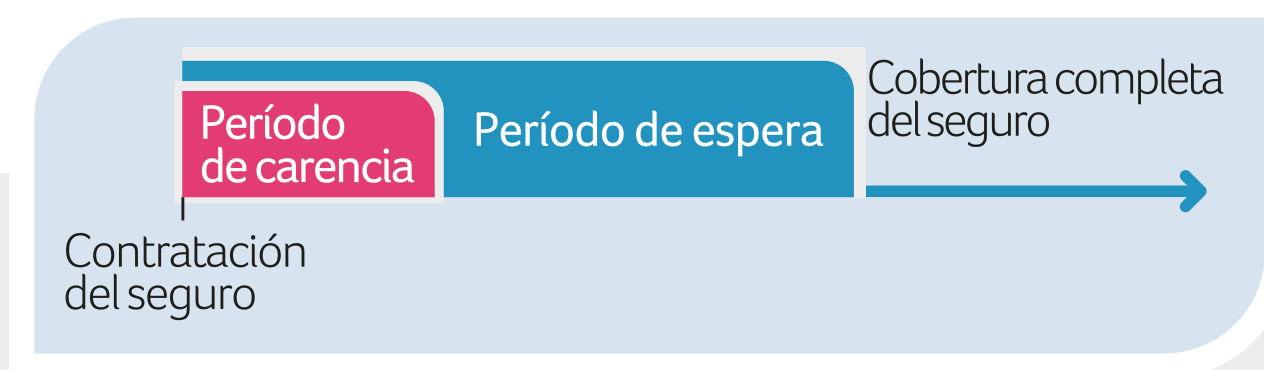 Período
de carencia
Período de espera
Cobertura completa
del seguro
Contratación
del seguro